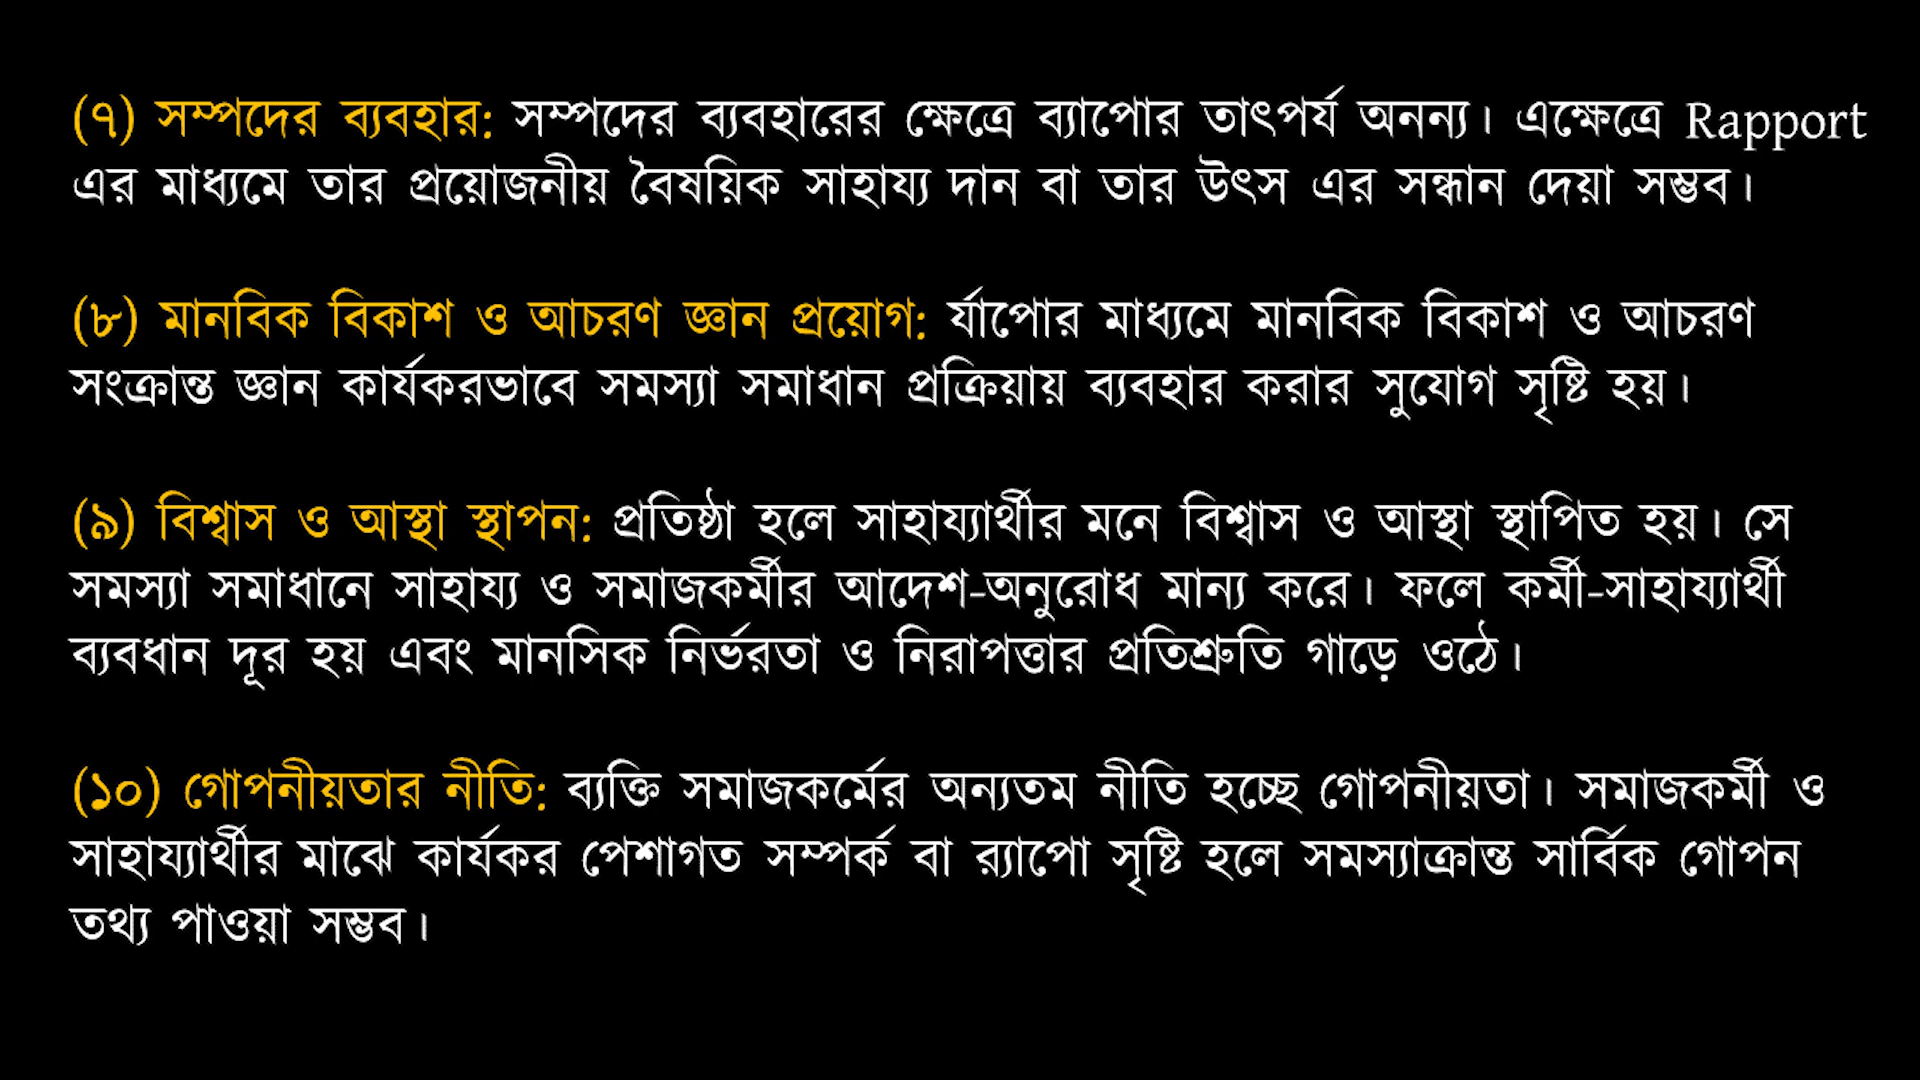 (৭) সম্পদের ব্যবহার: সম্পদের ব্যবহারের ক্ষেত্রে ব্যাপোর তাৎপর্য অনন্য। এক্ষেত্রে Rapport
এর মাধ্যমে তার প্রয়োজনীয় বৈষয়িক সাহায্য দান বা তার উৎস এর সন্ধান দেয়া সম্ভব।
(৮) মানবিক বিকাশ ও আচরণ জ্ঞান প্রয়োগ: র্যাপোর মাধ্যমে মানবিক বিকাশ ও আচরণ
সংক্রান্ত জ্ঞান কার্যকরভাবে সমস্যা সমাধান প্রক্রিয়ায় ব্যবহার করার সুযোগ সৃষ্টি হয়।
(৯) বিশ্বাস ও আস্থা স্থাপন: প্রতিষ্ঠা হলে সাহায্যার্থীর মনে বিশ্বাস ও আস্থা স্থাপিত হয়। সে
সমস্যা সমাধানে সাহায্য ও সমাজকর্মীর আদেশ-অনুরোধ মান্য করে। ফলে কর্মী-সাহায্যার্থী
ব্যবধান দূর হয় এবং মানসিক নির্ভরতা ও নিরাপত্তার প্রতিশ্রুতি গাড়ে ওঠে।
(১০) গোপনীয়তার নীতি: ব্যক্তি সমাজকর্মের অন্যতম নীতি হচ্ছে গোপনীয়তা। সমাজকর্মী ও
সাহায্যার্থীর মাঝে কার্যকর পেশাগত সম্পর্ক বা র‍্যাপো সৃষ্টি হলে সমস্যাক্রান্ত সার্বিক গোপন
তথ্য পাওয়া সম্ভব।